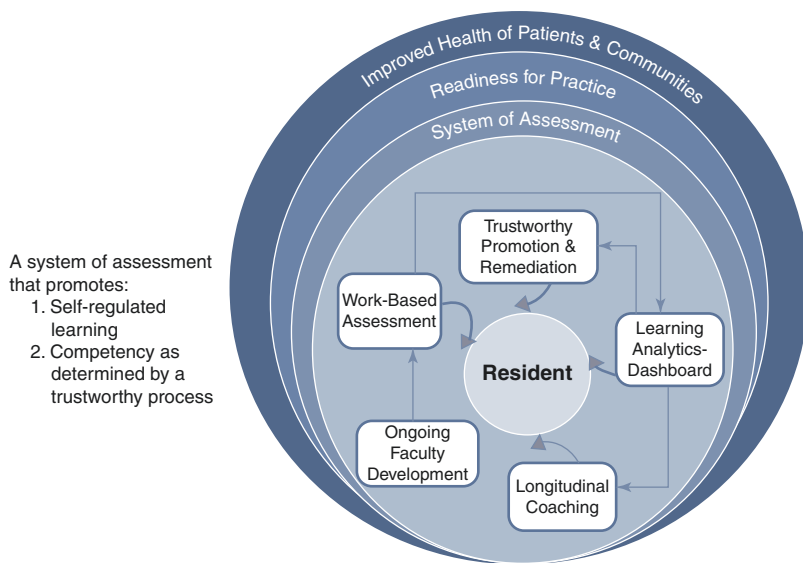 Improved Health of Patients & Communities
Readiness for Practice
System of Assessment
A system of assessment
that promotes:
1. Self-regulated
learning
2. Competency as
determined by a
trustworthy process
Trustworthy
Promotion &
Remediation
Work-Based
Assessment
Learning
Analytics-
Dashboard
Resident
Ongoing
Faculty
Development
Longitudinal
Coaching